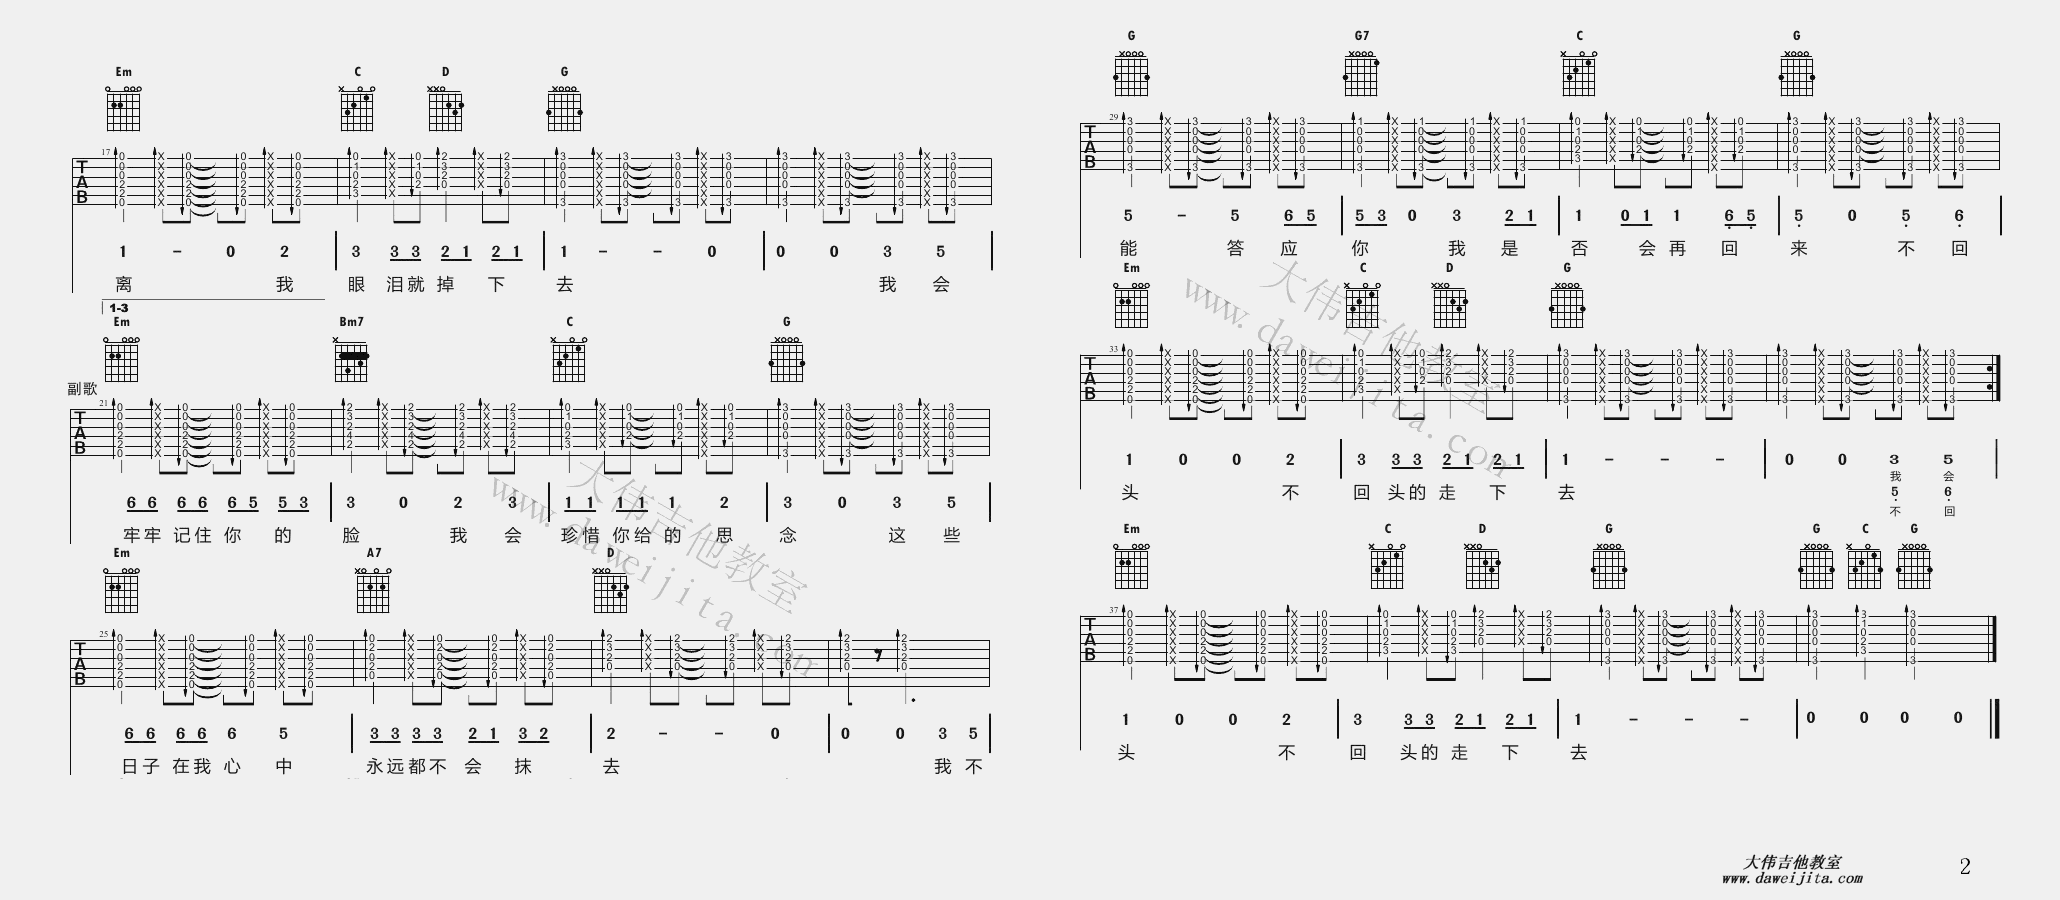 Em C D G
17
1 - 0 2 3 3 3 2 1 2 1 1 - - 0 0 0 3 5
离 我 眼 泪就 掉 下 去 我 会
1-3
Em Bm7 C G
副歌
21
6 6 6 6 6 5 5 3 3 0 2 3 1 1 1 1 1 2 3 0 3 5
牢牢 记住 你 的 脸 我 会 珍惜 你给 的 思 念 这 些
Em A7 D
25
6 6 6 6 6 5 3 3 3 3 2 1 3 2 2 - - 0 0 0 3 5
日子 在我 心 中 永远都不 会 抹 去 我 不
G G7 C G
29
5 - 5 6 5 5 3 0 3 2 1 1 0 1 1 6 5 5 0 5 6
能 答 应 你 我 是 否 会 再 回 来 不 回
Em C D G
33
1 0 0 2 3 3 3 2 1 2 1 1 - - - 0 0 3 5
我 会
5 6
不 回
头 不 回 头的 走 下 去
Em C D G G C G
37
1 0 0 2 3 3 3 2 1 2 1 1 - - - 0 0 0 0
头 不 回 头的 走 下 去
大伟吉他教室
www.daweijita.com
大伟吉他教室
www.daweijita.com
大伟吉他教室
www.daweijita.com
2